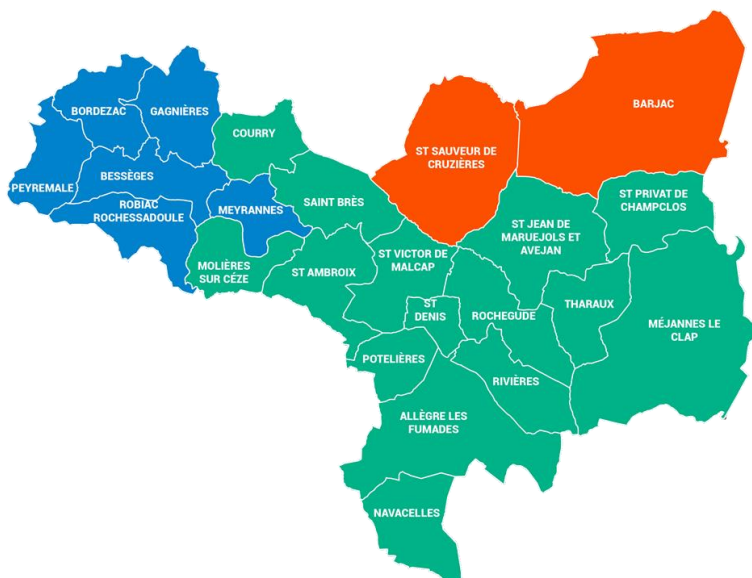 BARJAC
BORDEZAC
GAGNIÈRES
COURRY
ST SAUVEUR DE
CRUZIÈRES
BESSÈGES
PEYREMALE
ROBIAC
ROCHESSADOULE
MEYRANNES
SAINT BRÈS
ST PRIVAT DE
CHAMPCLOS
ST JEAN DE
MARUEJOLS ET
AVEJAN
MOLIÈRES
SUR CÉZE
ST AMBROIX
ST VICTOR DE
MALCAP
ST
DENIS
ROCHEGUDE
THARAUX
MÉJANNES LE
CLAP
POTELIÈRES
RIVIÈRES
ALLÈGRE LES
FUMADES
NAVACELLES